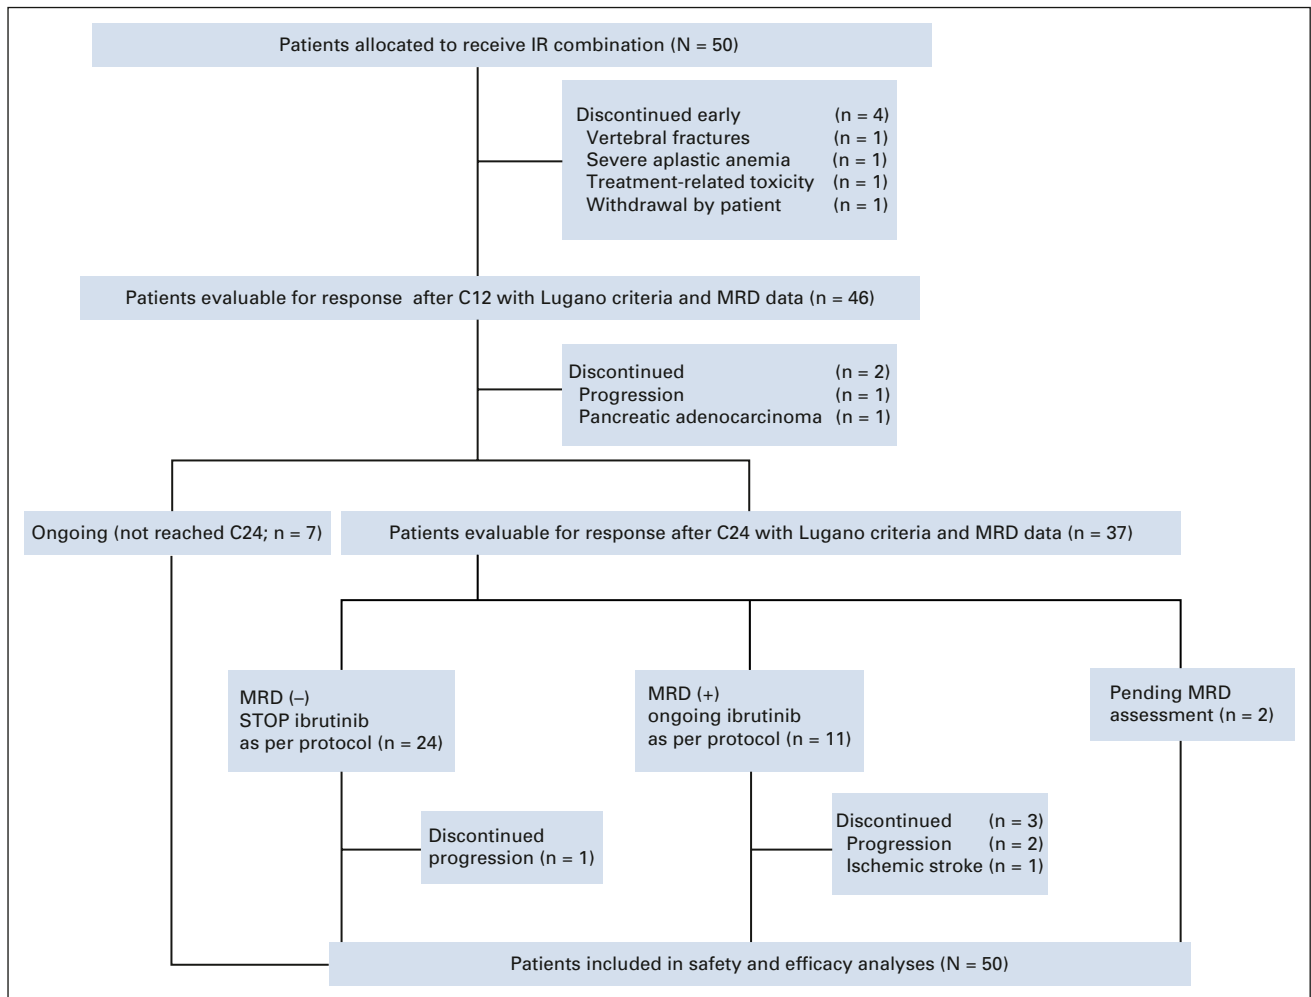 Patients allocated to receive IR combination (N = 50)
Discontinued early (n = 4)
Vertebral fractures (n = 1)
Severe aplastic anemia (n = 1)
Treatment-related toxicity (n = 1)
Withdrawal by patient (n = 1)
Patients evaluable for response after C12 with Lugano criteria and MRD data (n = 46)
Discontinued (n = 2)
Progression (n = 1)
Pancreatic adenocarcinoma (n = 1)
Ongoing (not reached C24; n = 7)
Patients evaluable for response after C24 with Lugano criteria and MRD data (n = 37)
MRD (–)
STOP ibrutinib
as per protocol (n = 24)
MRD (+)
ongoing ibrutinib
as per protocol (n = 11)
Pending MRD
assessment (n = 2)
Discontinued
progression (n = 1)
Discontinued (n = 3)
Progression (n = 2)
Ischemic stroke (n = 1)
Patients included in safety and efficacy analyses (N = 50)